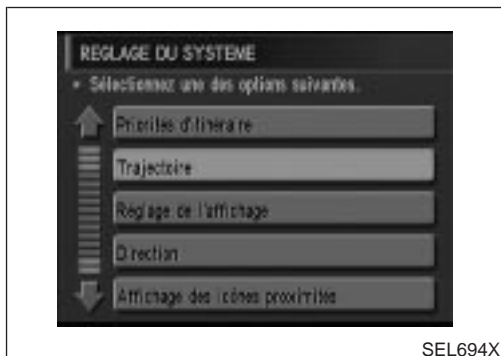 REGLAGE DU SYSTEME
Sélectionnez une des options suivantes.
Priorités d'itinéraire
Trajectoire
Réglage de l'affichage
Direction
Affichage des icônes proximités
SEL694X